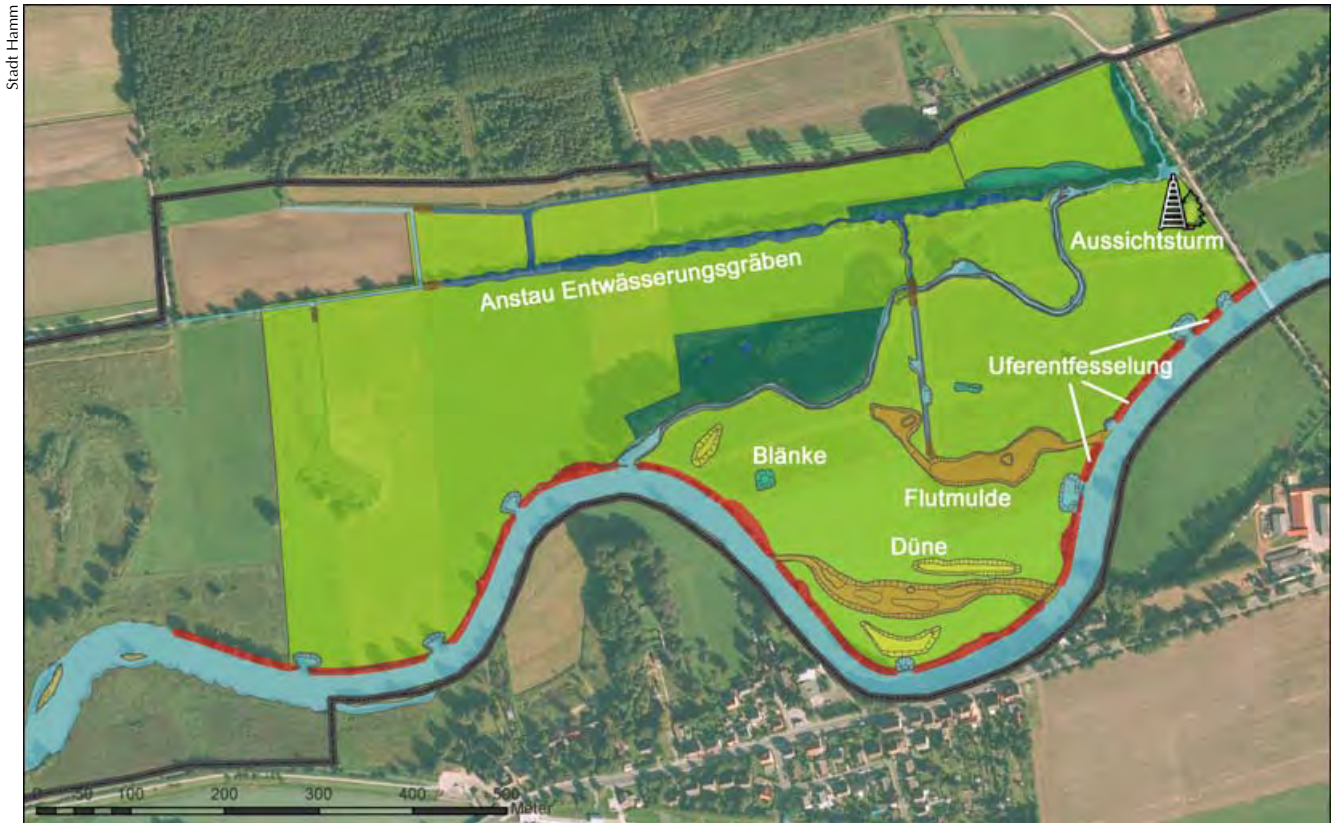 Stadt Hamm
Aussichtsturm
Anstau Entwässerungsgräben
Uferentfesselung
Blänke
Flutmulde
Düne
0 50 100 200 300 400 500
Meter